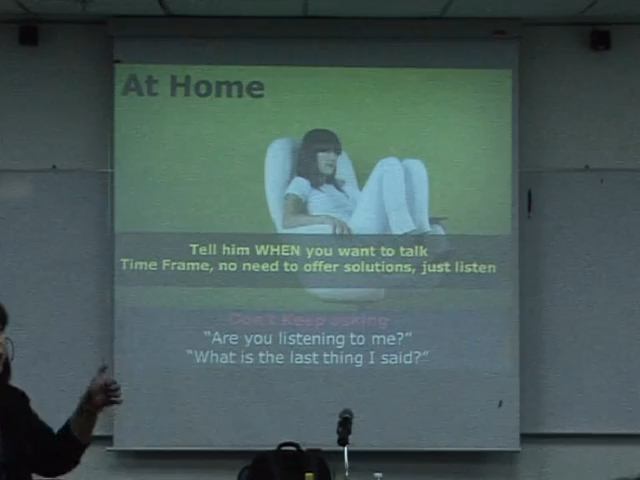 At Home
Tell him WHEN you want to talk
Time Frame, no need to offer solutions, just listen
Don't Keep asking
“Are you listening to me?”
“What is the last thing I said?”